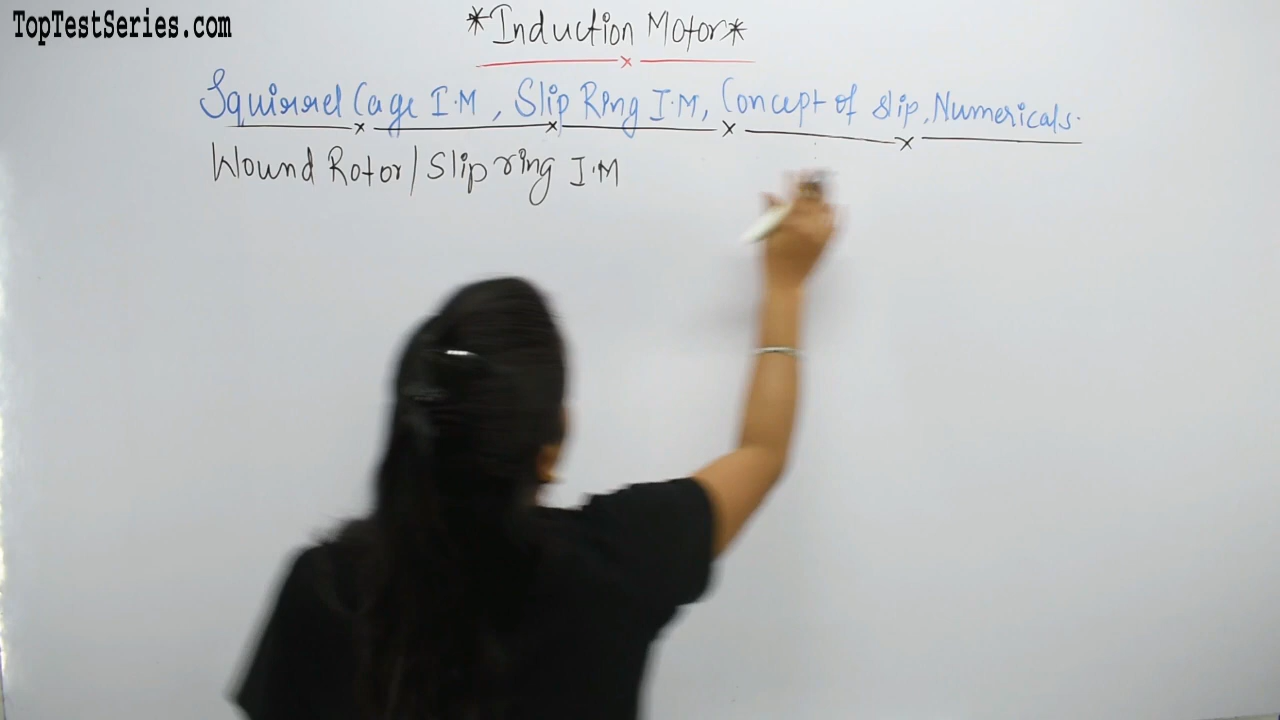 TopTestSeries.com
*Induction Motor*
Squirrel Cage I.M, Slip Ring I.M, Concept of slip, Numericals.
Wound Rotor/Slip ring I.M